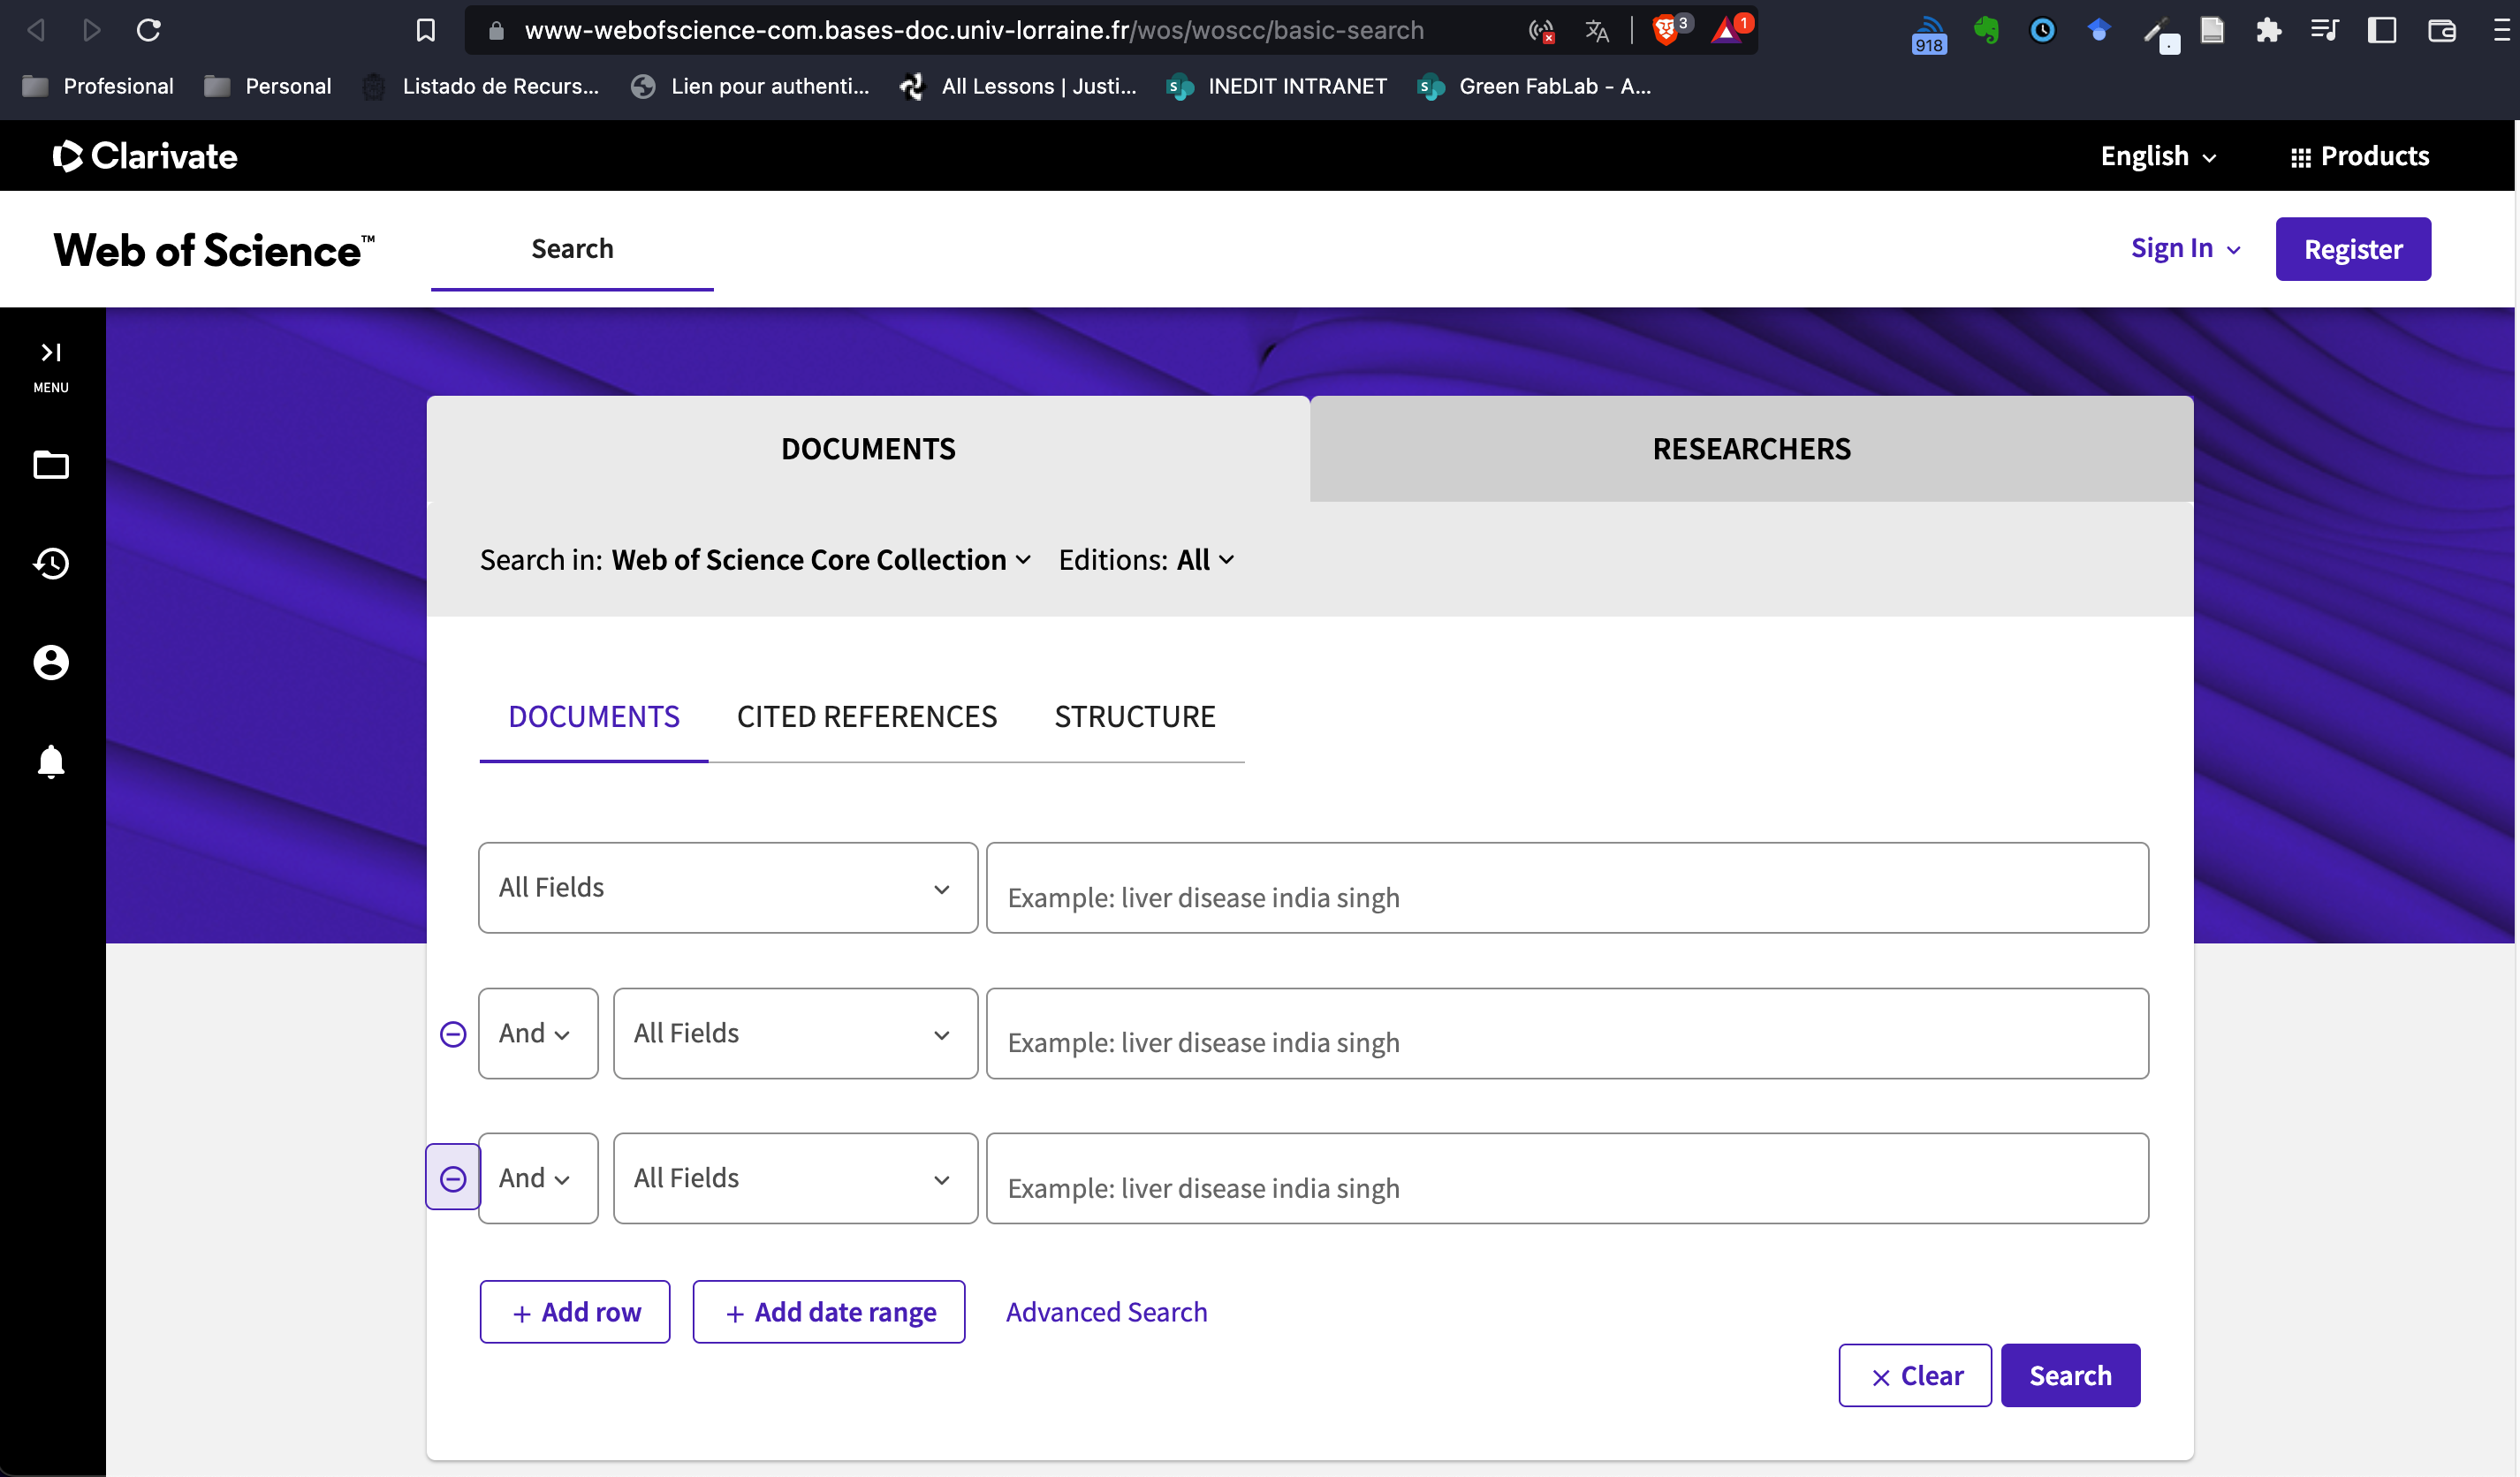 www-webofscience-com.bases-doc.univ-lorraine.fr/wos/woscc/basic-search
3
1
918
Profesional
Personal
Listado de Recurs...
Lien pour authenti...
All Lessons | Justi...
INEDIT INTRANET
Green FabLab - A...
Clarivate
English
Products
Web of Science™
Search
Sign In
Register
MENU
DOCUMENTS
RESEARCHERS
Search in: Web of Science Core Collection
Editions: All
DOCUMENTS
CITED REFERENCES
STRUCTURE
All Fields
Example: liver disease india singh
And
All Fields
Example: liver disease india singh
And
All Fields
Example: liver disease india singh
+ Add row
+ Add date range
Advanced Search
× Clear
Search